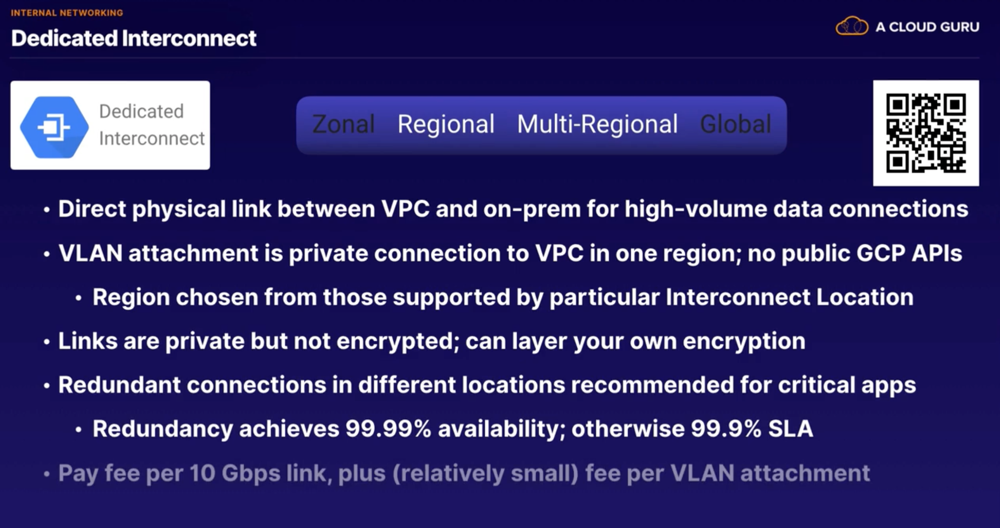 INTERNAL NETWORKING
Dedicated Interconnect
A CLOUD GURU
Dedicated
Interconnect
Zonal Regional Multi-Regional Global
• Direct physical link between VPC and on-prem for high-volume data connections
• VLAN attachment is private connection to VPC in one region; no public GCP APIs
• Region chosen from those supported by particular Interconnect Location
• Links are private but not encrypted; can layer your own encryption
• Redundant connections in different locations recommended for critical apps
• Redundancy achieves 99.99% availability; otherwise 99.9% SLA
• Pay fee per 10 Gbps link, plus (relatively small) fee per VLAN attachment